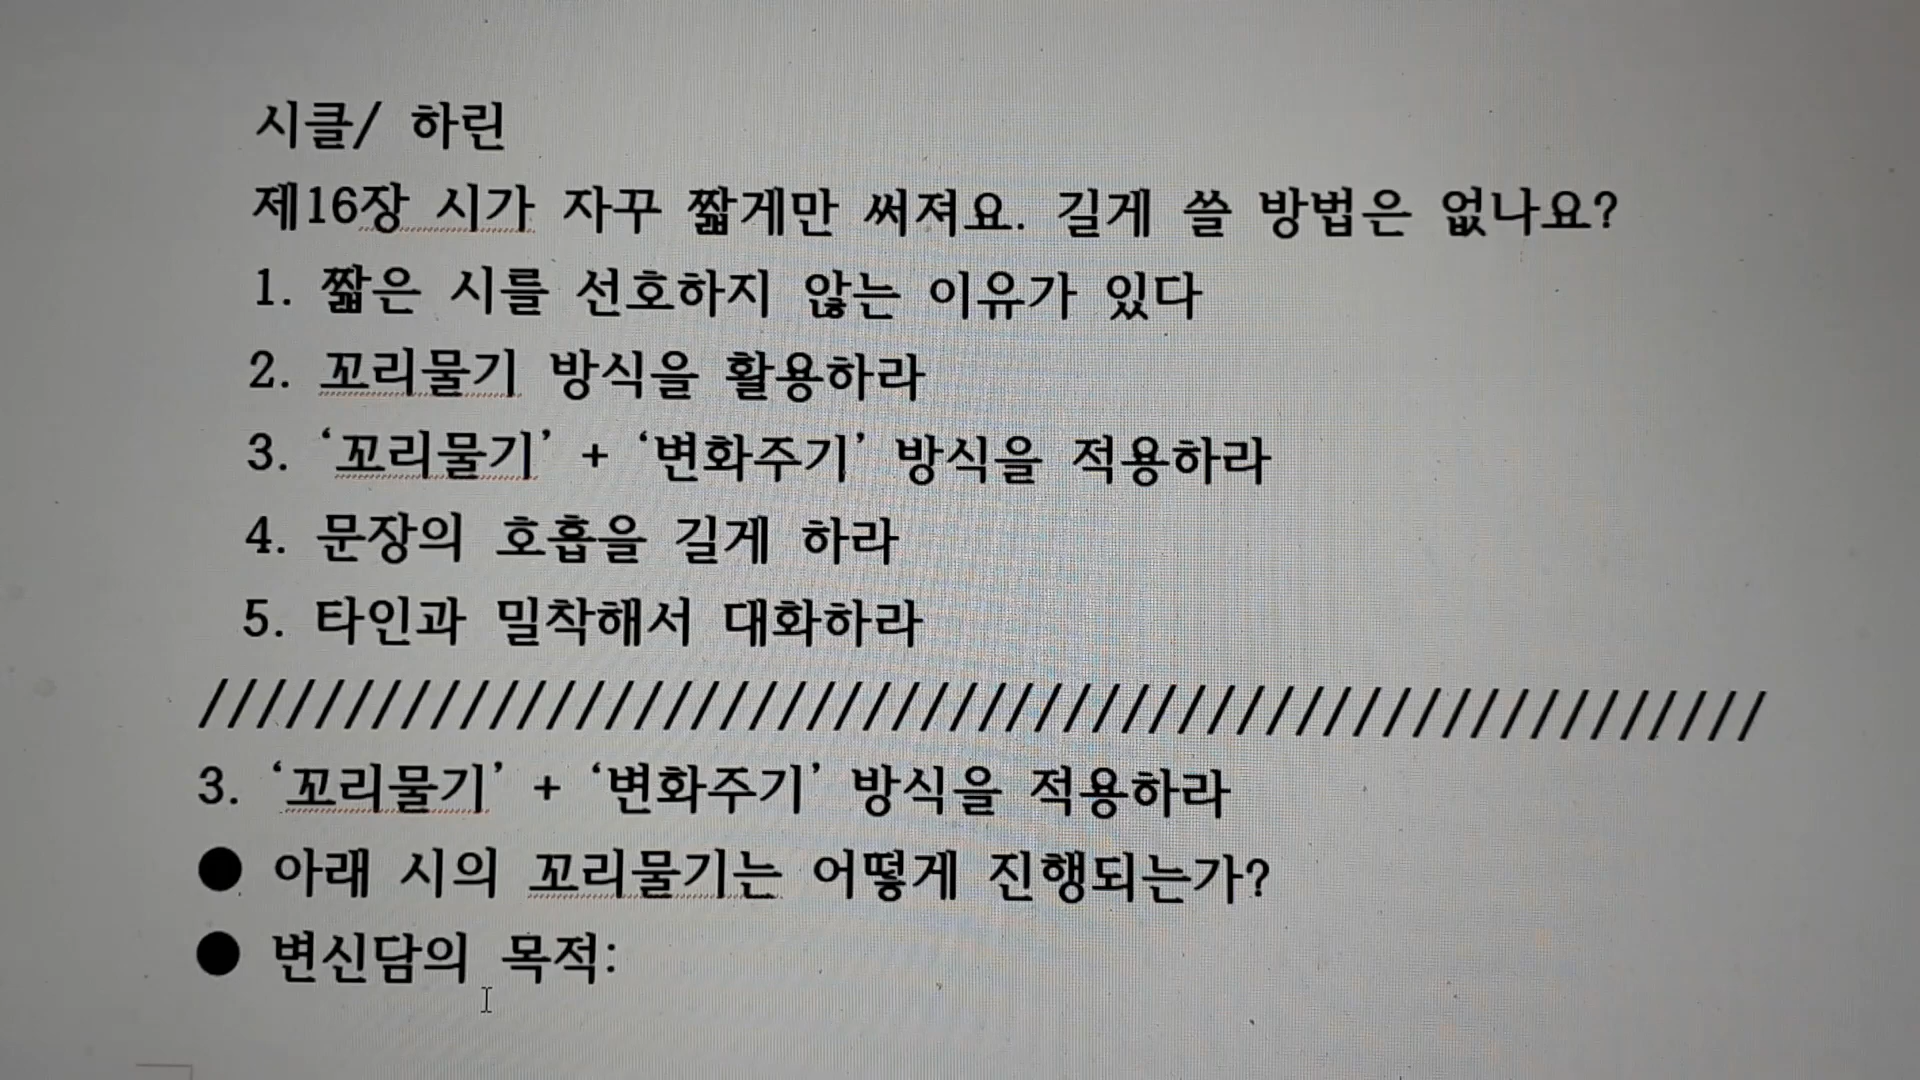 시클/ 하린
제16장 시가 자꾸 짧게만 써져요. 길게 쓸 방법은 없나요?
1. 짧은 시를 선호하지 않는 이유가 있다
2. 꼬리물기 방식을 활용하라
3. ‘꼬리물기’ + ‘변화주기’ 방식을 적용하라
4. 문장의 호흡을 길게 하라
5. 타인과 밀착해서 대화하라
//////////////////////////////////////////////////////
3. ‘꼬리물기’ + ‘변화주기’ 방식을 적용하라
● 아래 시의 꼬리물기는 어떻게 진행되는가?
● 변신담의 목적: